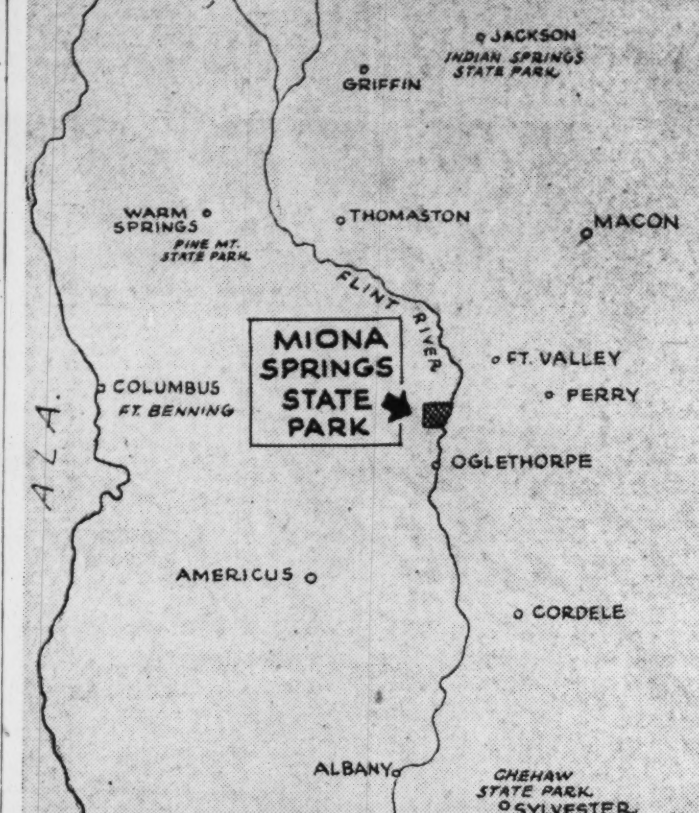 JACKSON
INDIAN SPRINGS
STATE PARK
GRIFFIN
WARM
SPRINGS
PINE MT.
STATE PARK
THOMASTON
MACON
FLINT RIVER
MIONA
SPRINGS
STATE
PARK
FT. VALLEY
PERRY
COLUMBUS
FT. BENNING
ALA.
OGLETHORPE
AMERICUS
CORDELE
ALBANY
CHEHAW
STATE PARK
SYLVESTER